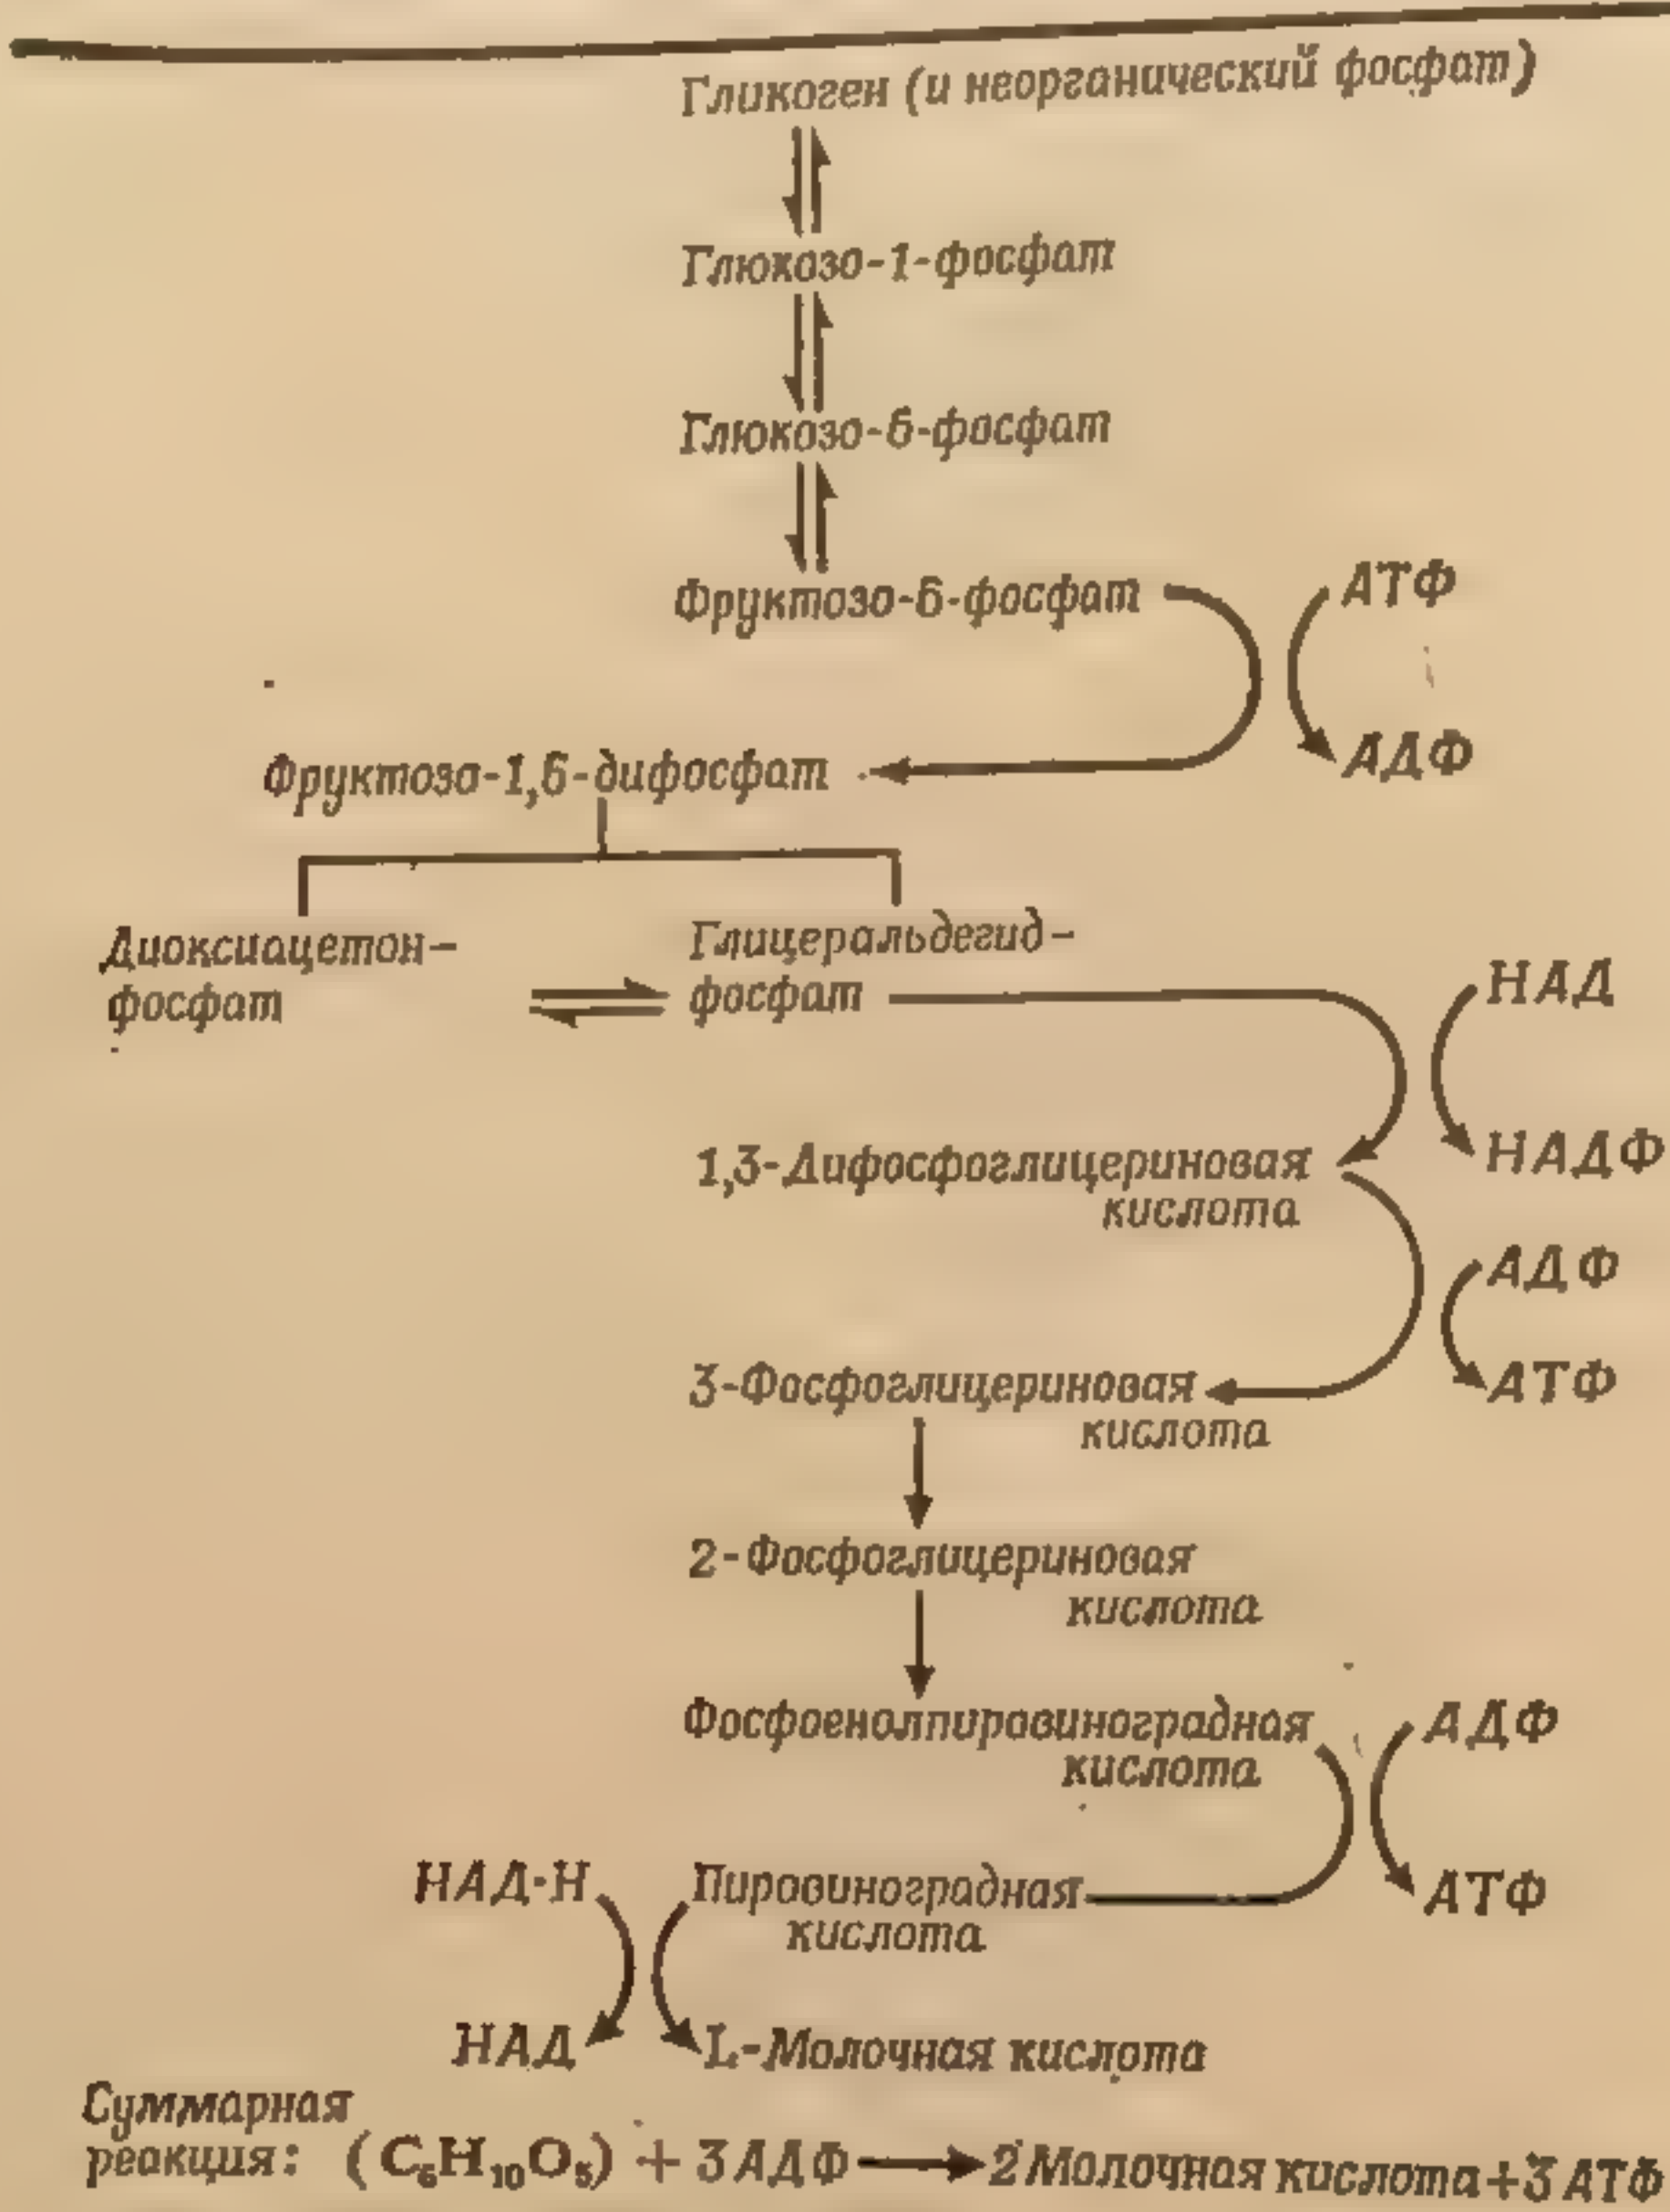 Гликоген (и неорганический фосфат)
Глюкозо-1-фосфат
Глюкозо-6-фосфат
Фруктозо-6-фосфат
АТФ
АДФ
Фруктозо-1,6-дифосфат
Диоксиацетон-
фосфат
Глицеральдегид-
фосфат
НАД
НАДФ
1,3-Дифосфоглицериновая
кислота
АДФ
АТФ
3-Фосфоглицериновая
кислота
2-Фосфоглицериновая
кислота
Фосфоенолпировиноградная
кислота
АДФ
АТФ
НАД·Н
Пировиноградная
кислота
НАД
L-Молочная кислота
Суммарная
реакция: (C₆H₁₀O₅) + 3АДФ → 2Молочная кислота+3АТФ